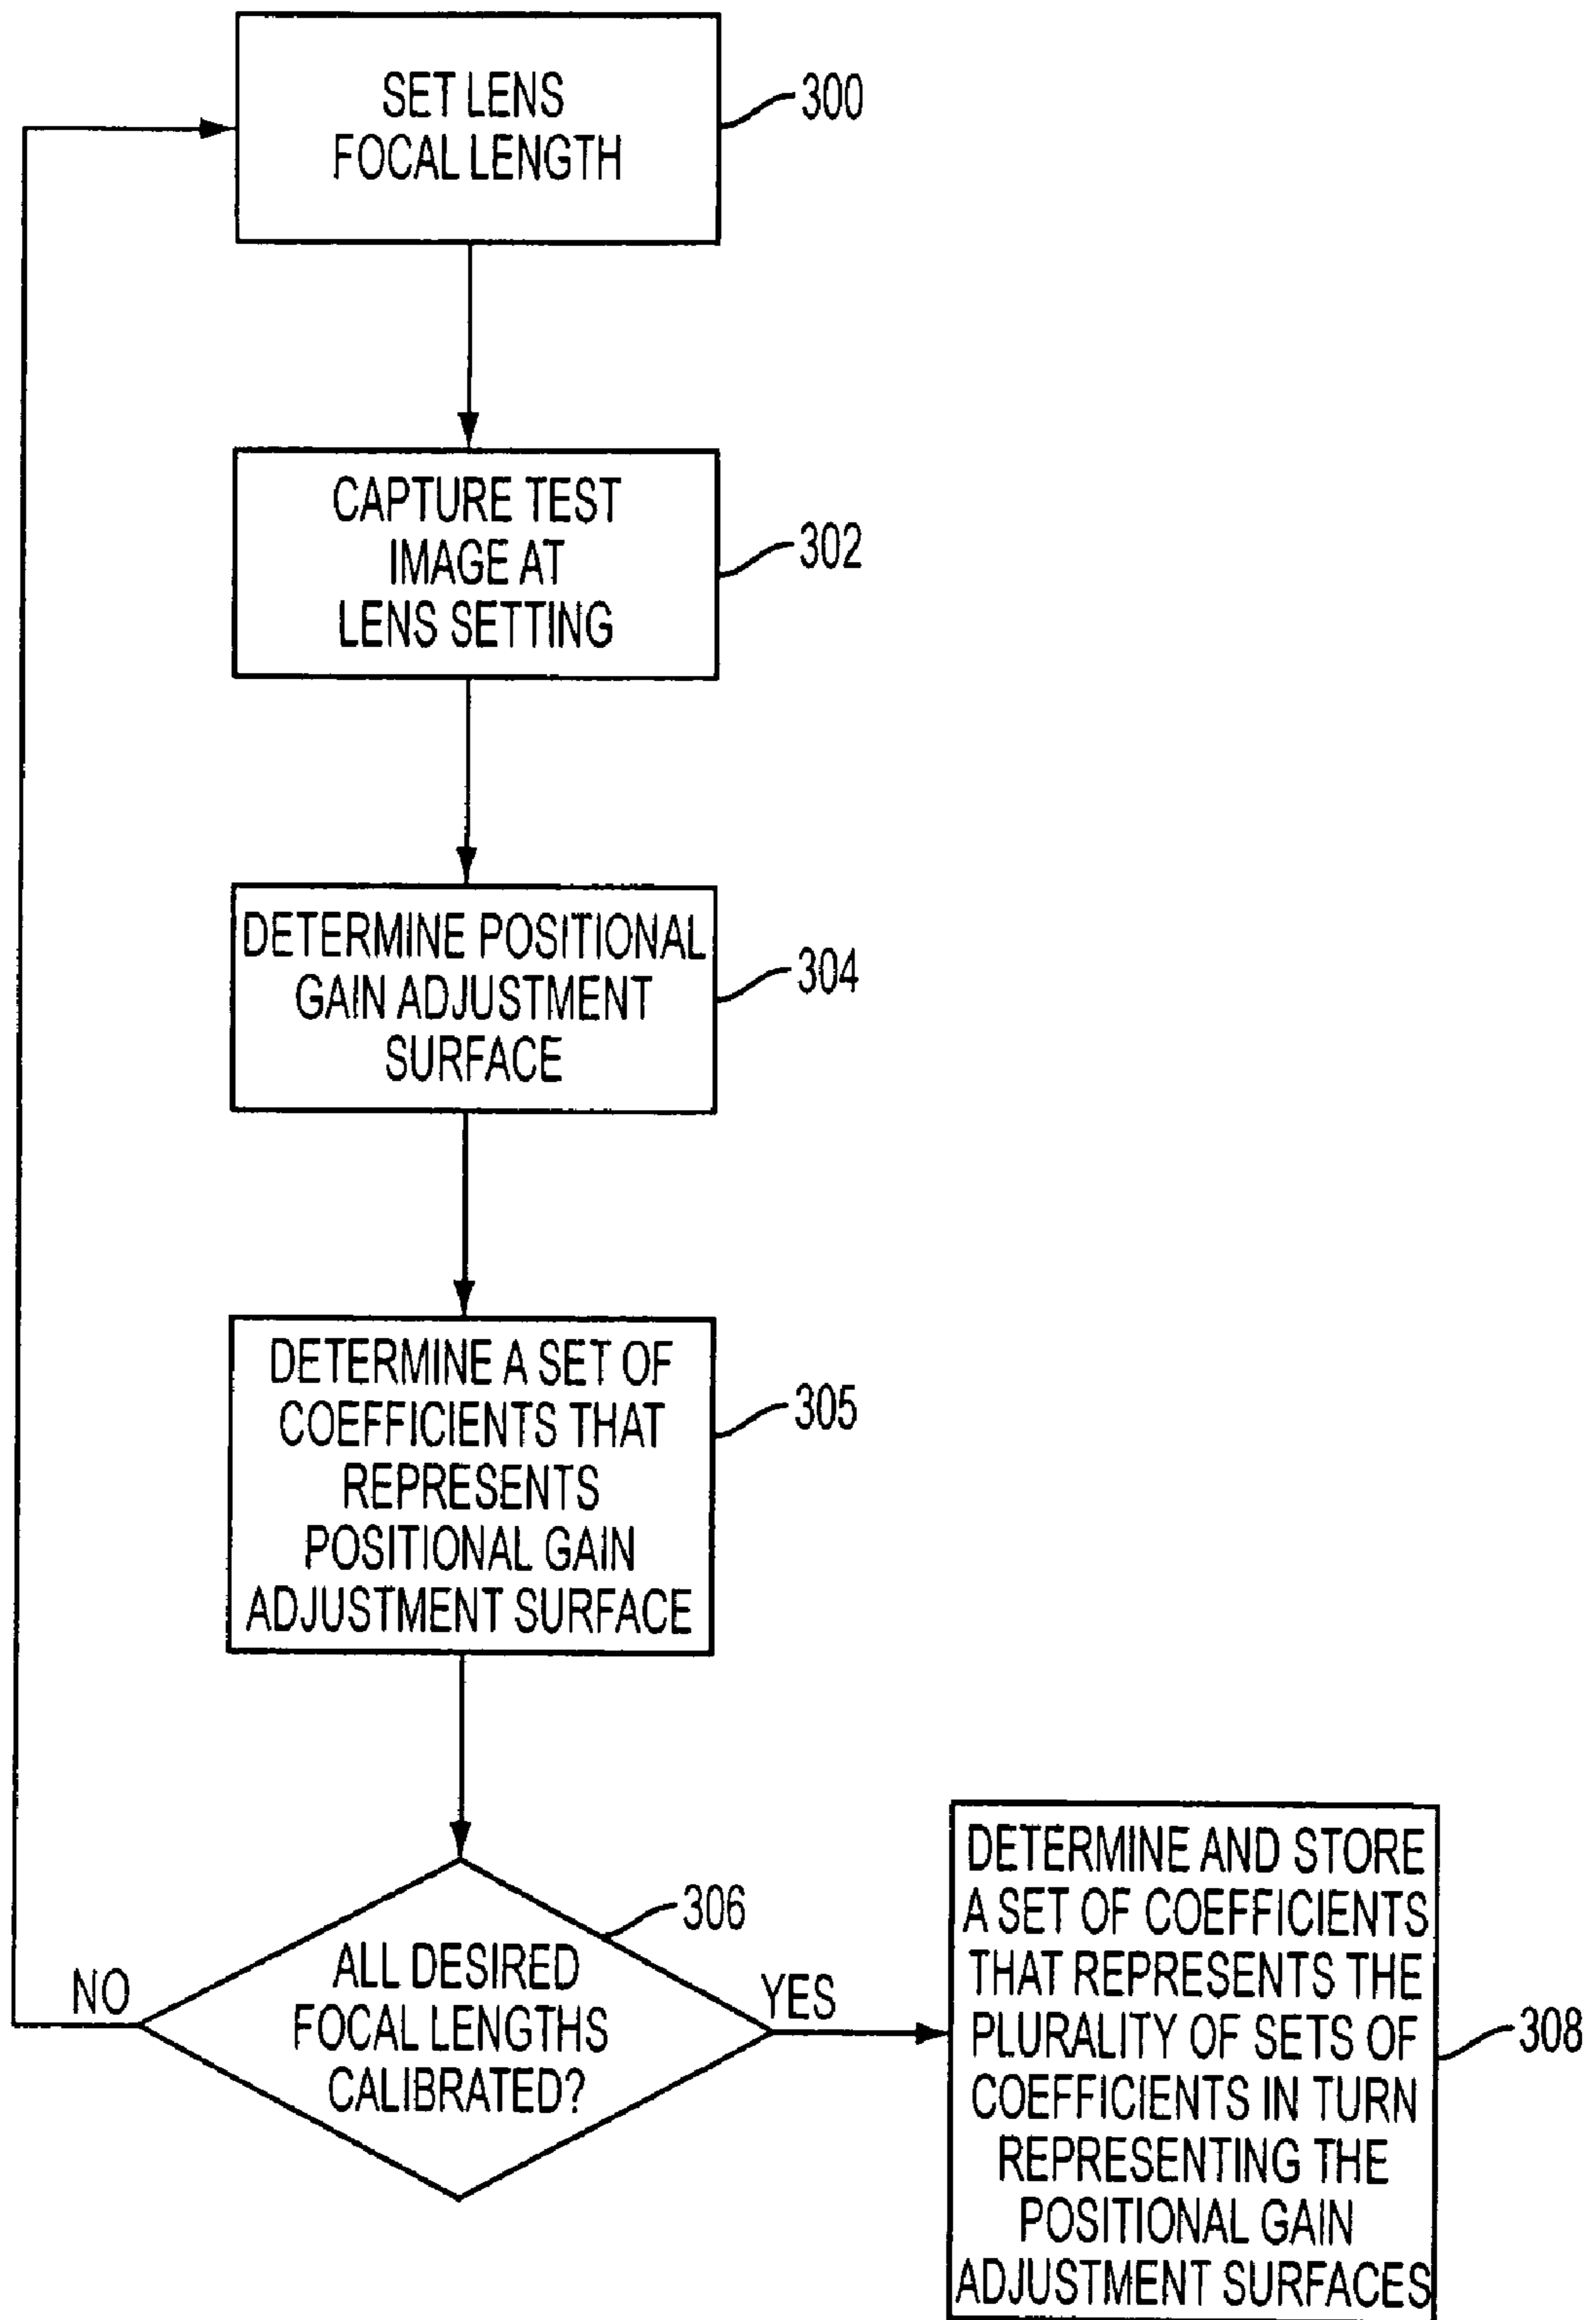 SET LENS
FOCAL LENGTH
300
CAPTURE TEST
IMAGE AT
LENS SETTING
302
DETERMINE POSITIONAL
GAIN ADJUSTMENT
SURFACE
304
DETERMINE A SET OF
COEFFICIENTS THAT
REPRESENTS
POSITIONAL GAIN
ADJUSTMENT SURFACE
305
306
ALL DESIRED
FOCAL LENGTHS
CALIBRATED?
NO
YES
DETERMINE AND STORE
A SET OF COEFFICIENTS
THAT REPRESENTS THE
PLURALITY OF SETS OF
COEFFICIENTS IN TURN
REPRESENTING THE
POSITIONAL GAIN
ADJUSTMENT SURFACES
308